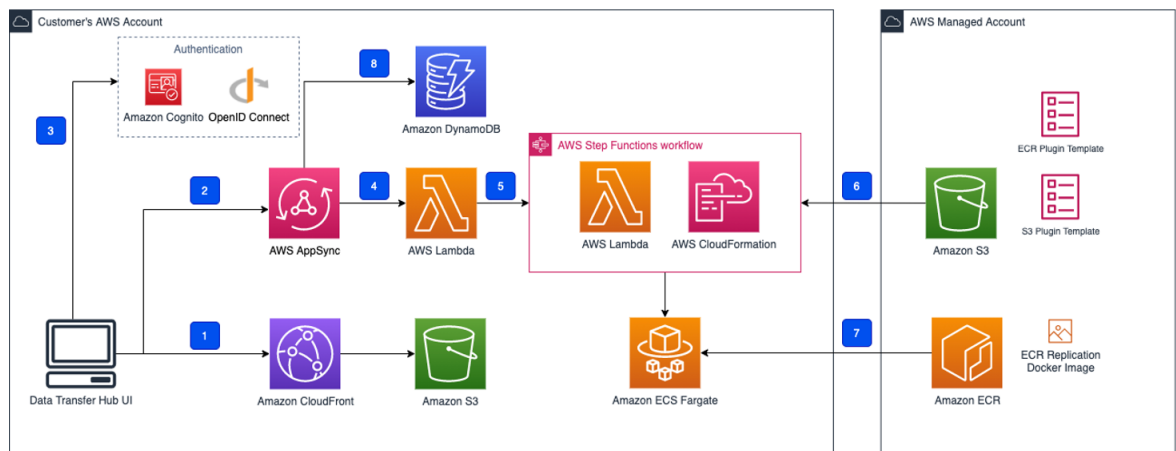 Customer's AWS Account
AWS Managed Account
Authentication
Amazon Cognito
OpenID Connect
3
8
Amazon DynamoDB
AWS Step Functions workflow
2
AWS AppSync
4
AWS Lambda
5
AWS Lambda
AWS CloudFormation
6
Amazon S3
ECR Plugin Template
S3 Plugin Template
Data Transfer Hub UI
1
Amazon CloudFront
Amazon S3
Amazon ECS Fargate
7
Amazon ECR
ECR Replication
Docker Image